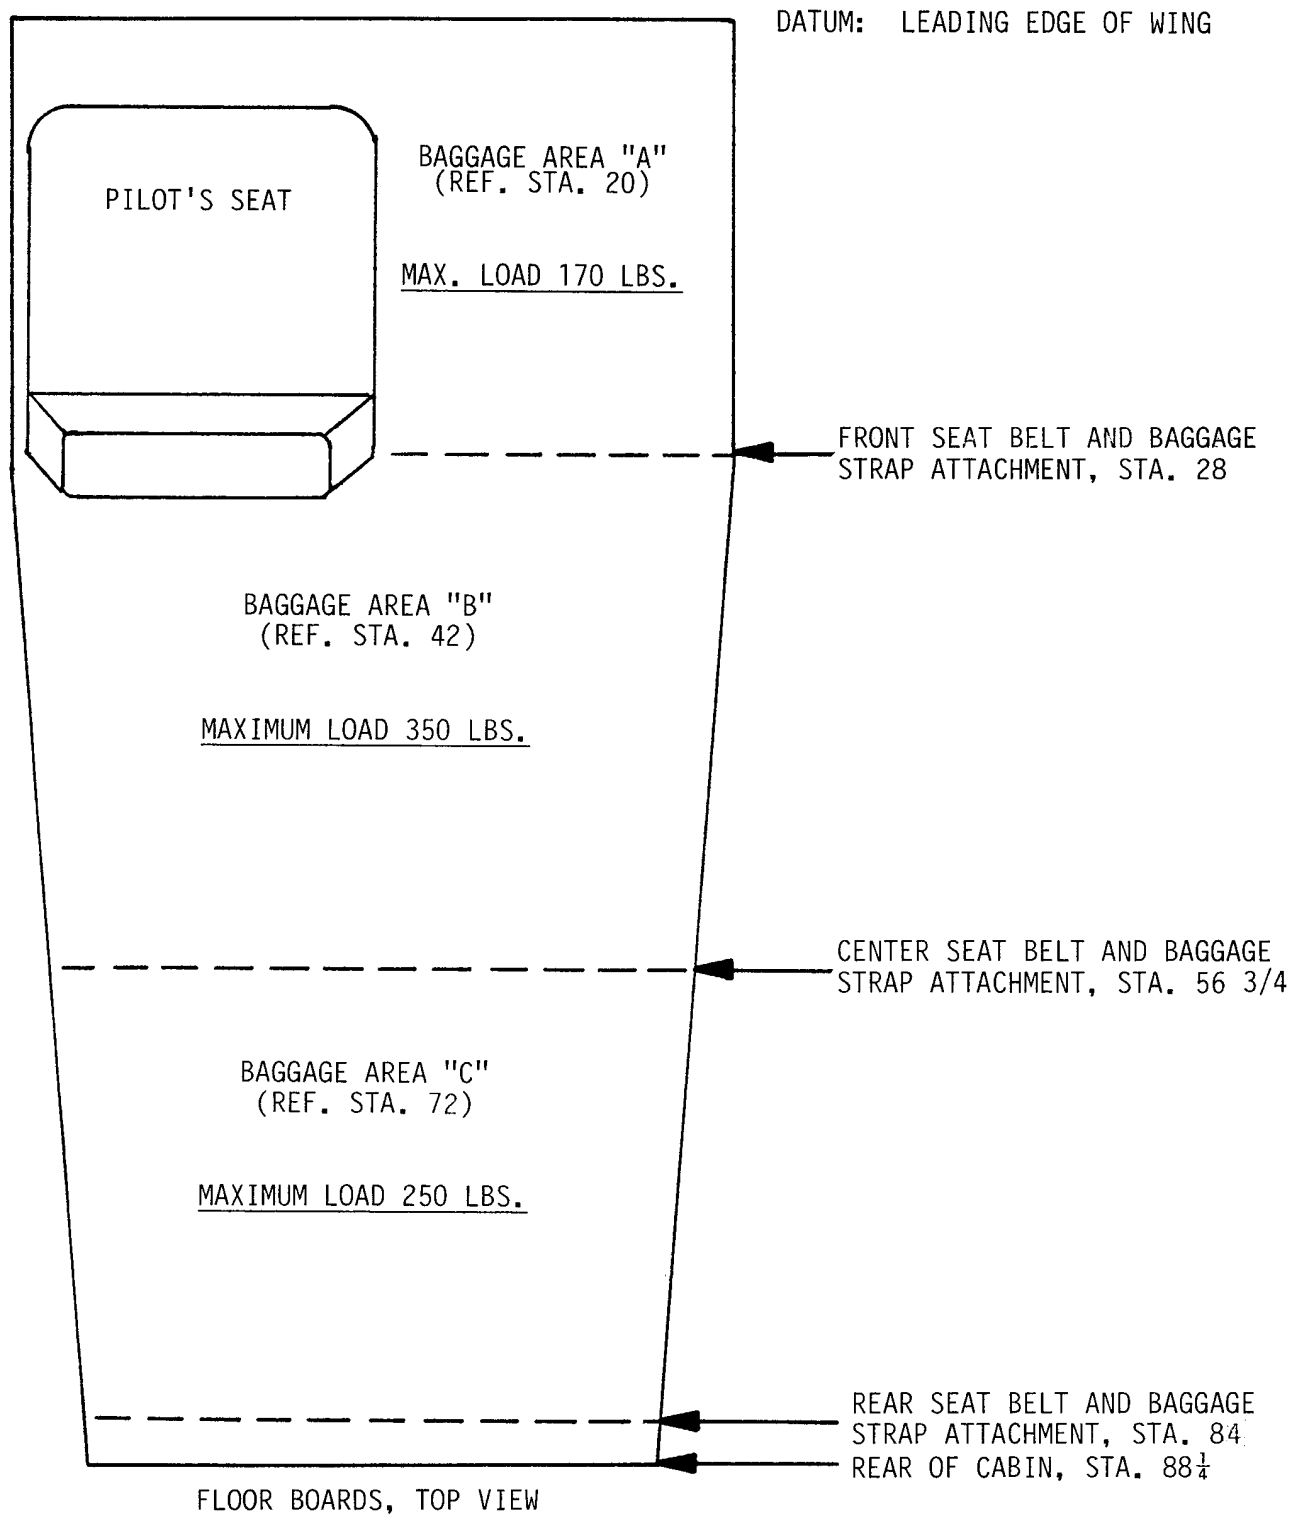 DATUM: LEADING EDGE OF WING
BAGGAGE AREA "A"
(REF. STA. 20)
PILOT'S SEAT
MAX. LOAD 170 LBS.
FRONT SEAT BELT AND BAGGAGE
STRAP ATTACHMENT, STA. 28
BAGGAGE AREA "B"
(REF. STA. 42)
MAXIMUM LOAD 350 LBS.
CENTER SEAT BELT AND BAGGAGE
STRAP ATTACHMENT, STA. 56 3/4
BAGGAGE AREA "C"
(REF. STA. 72)
MAXIMUM LOAD 250 LBS.
REAR SEAT BELT AND BAGGAGE
STRAP ATTACHMENT, STA. 84
REAR OF CABIN, STA. 88¼
FLOOR BOARDS, TOP VIEW